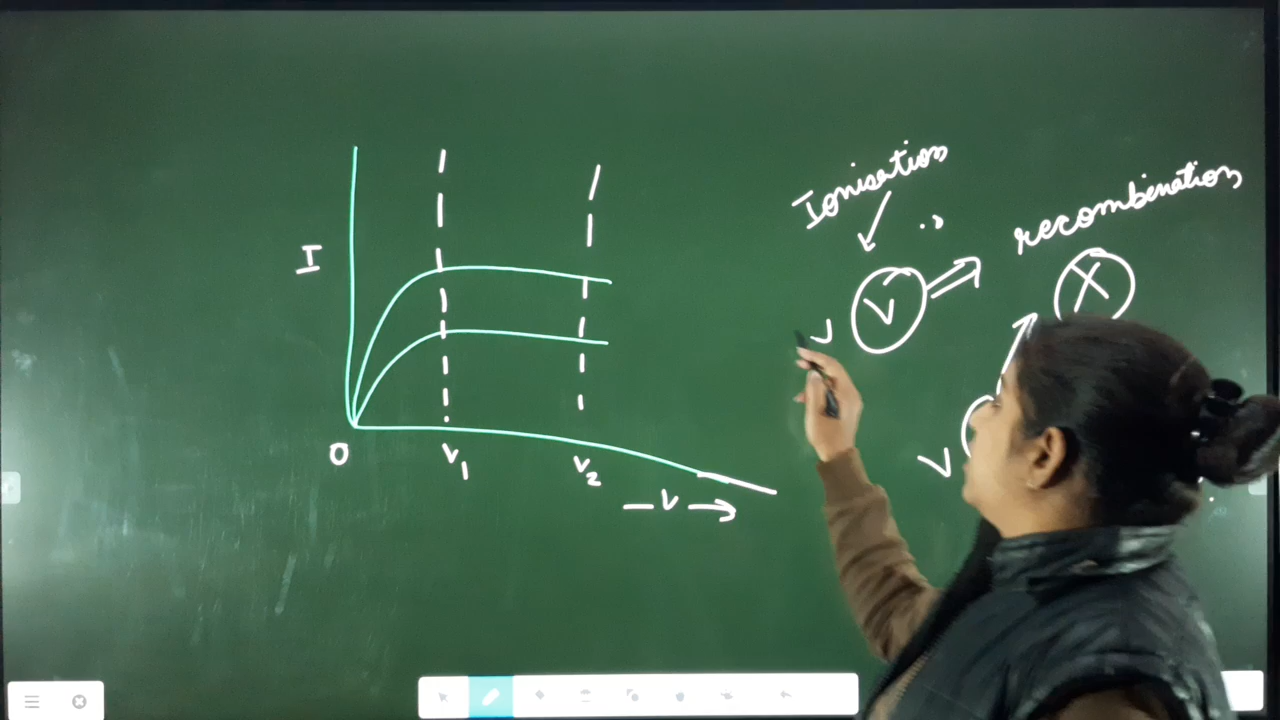 I
O
V1
V2
— V →
Ionisation
V
recombination
X
V